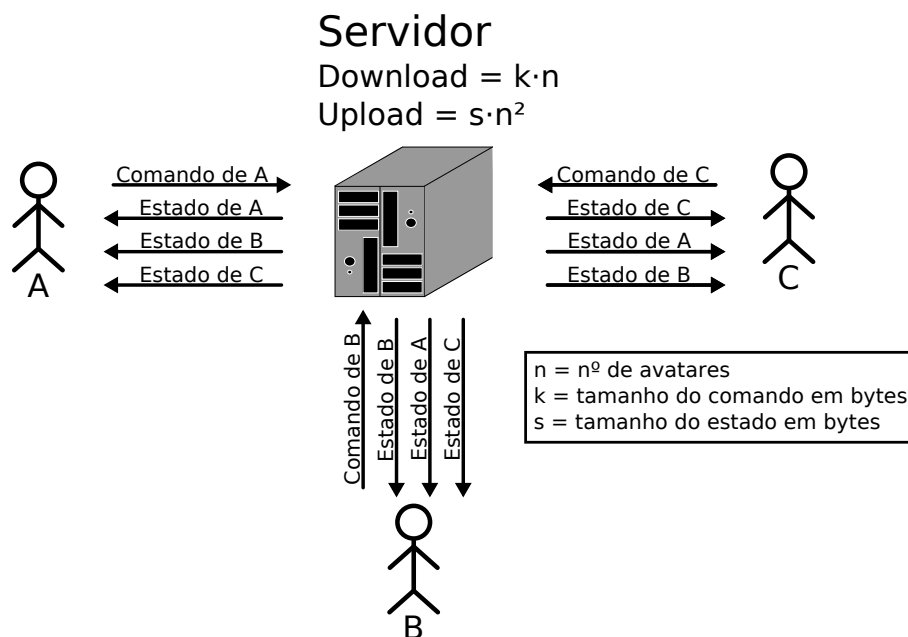 Servidor
Download = k·n
Upload = s·n²
Comando de A
Estado de A
Estado de B
Estado de C
A
Comando de C
Estado de C
Estado de A
Estado de B
C
Comando de B
Estado de B
Estado de A
Estado de C
B
n = nº de avatares
k = tamanho do comando em bytes
s = tamanho do estado em bytes